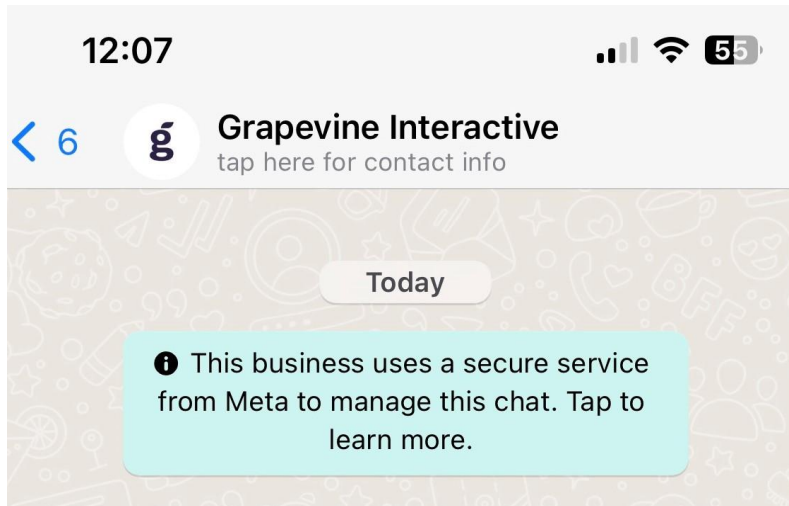 12:07
55
6
ǵ
Grapevine Interactive
tap here for contact info
Today
This business uses a secure service
from Meta to manage this chat. Tap to
learn more.
BFF